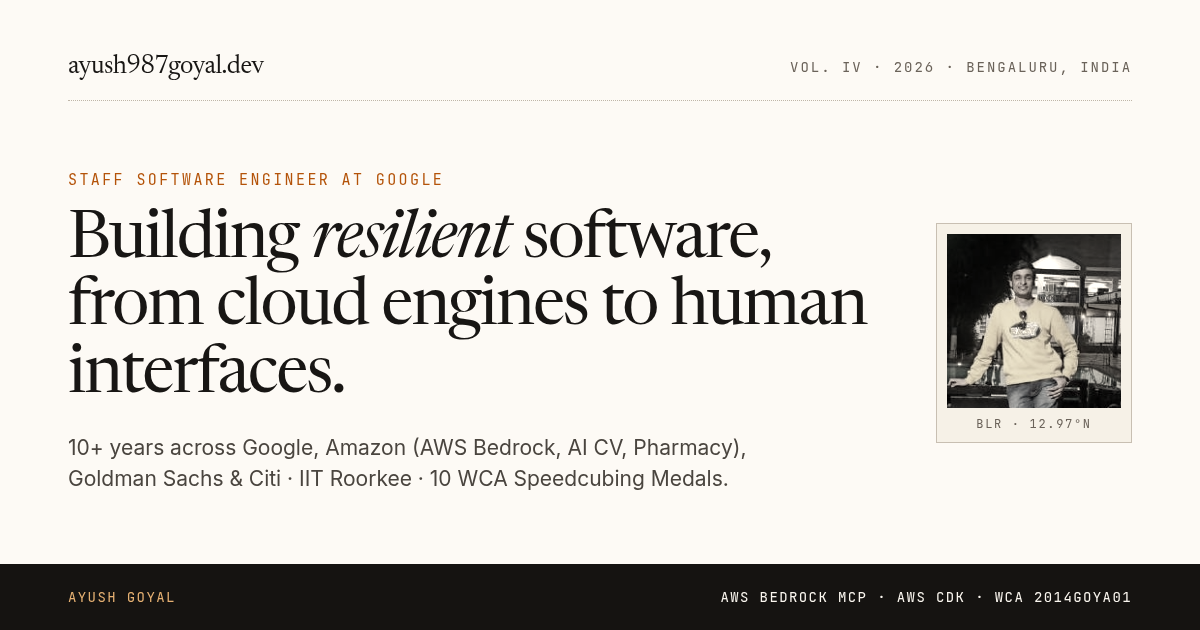 ayush987goyal.dev
VOL. IV · 2026 · BENGALURU, INDIA
STAFF SOFTWARE ENGINEER AT GOOGLE
Building resilient software,
from cloud engines to human
interfaces.
10+ years across Google, Amazon (AWS Bedrock, AI CV, Pharmacy),
Goldman Sachs & Citi · IIT Roorkee · 10 WCA Speedcubing Medals.
BLR · 12.97°N
AYUSH GOYAL
AWS BEDROCK MCP · AWS CDK · WCA 2014GOYA01